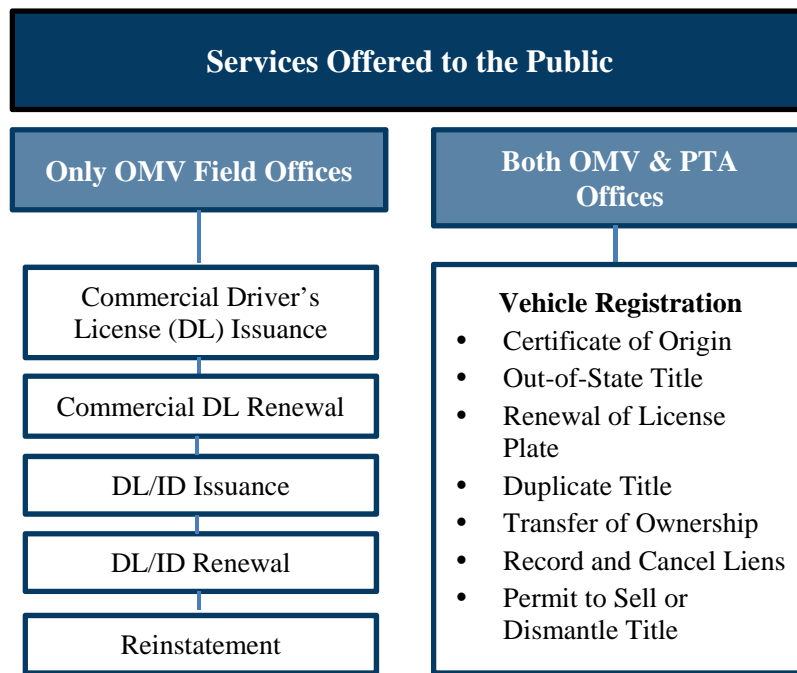 Services Offered to the Public
Only OMV Field Offices
Commercial Driver’s
License (DL) Issuance
Commercial DL Renewal
DL/ID Issuance
DL/ID Renewal
Reinstatement
Both OMV & PTA
Offices
Vehicle Registration
• Certificate of Origin
• Out-of-State Title
• Renewal of License
Plate
• Duplicate Title
• Transfer of Ownership
• Record and Cancel Liens
• Permit to Sell or
Dismantle Title